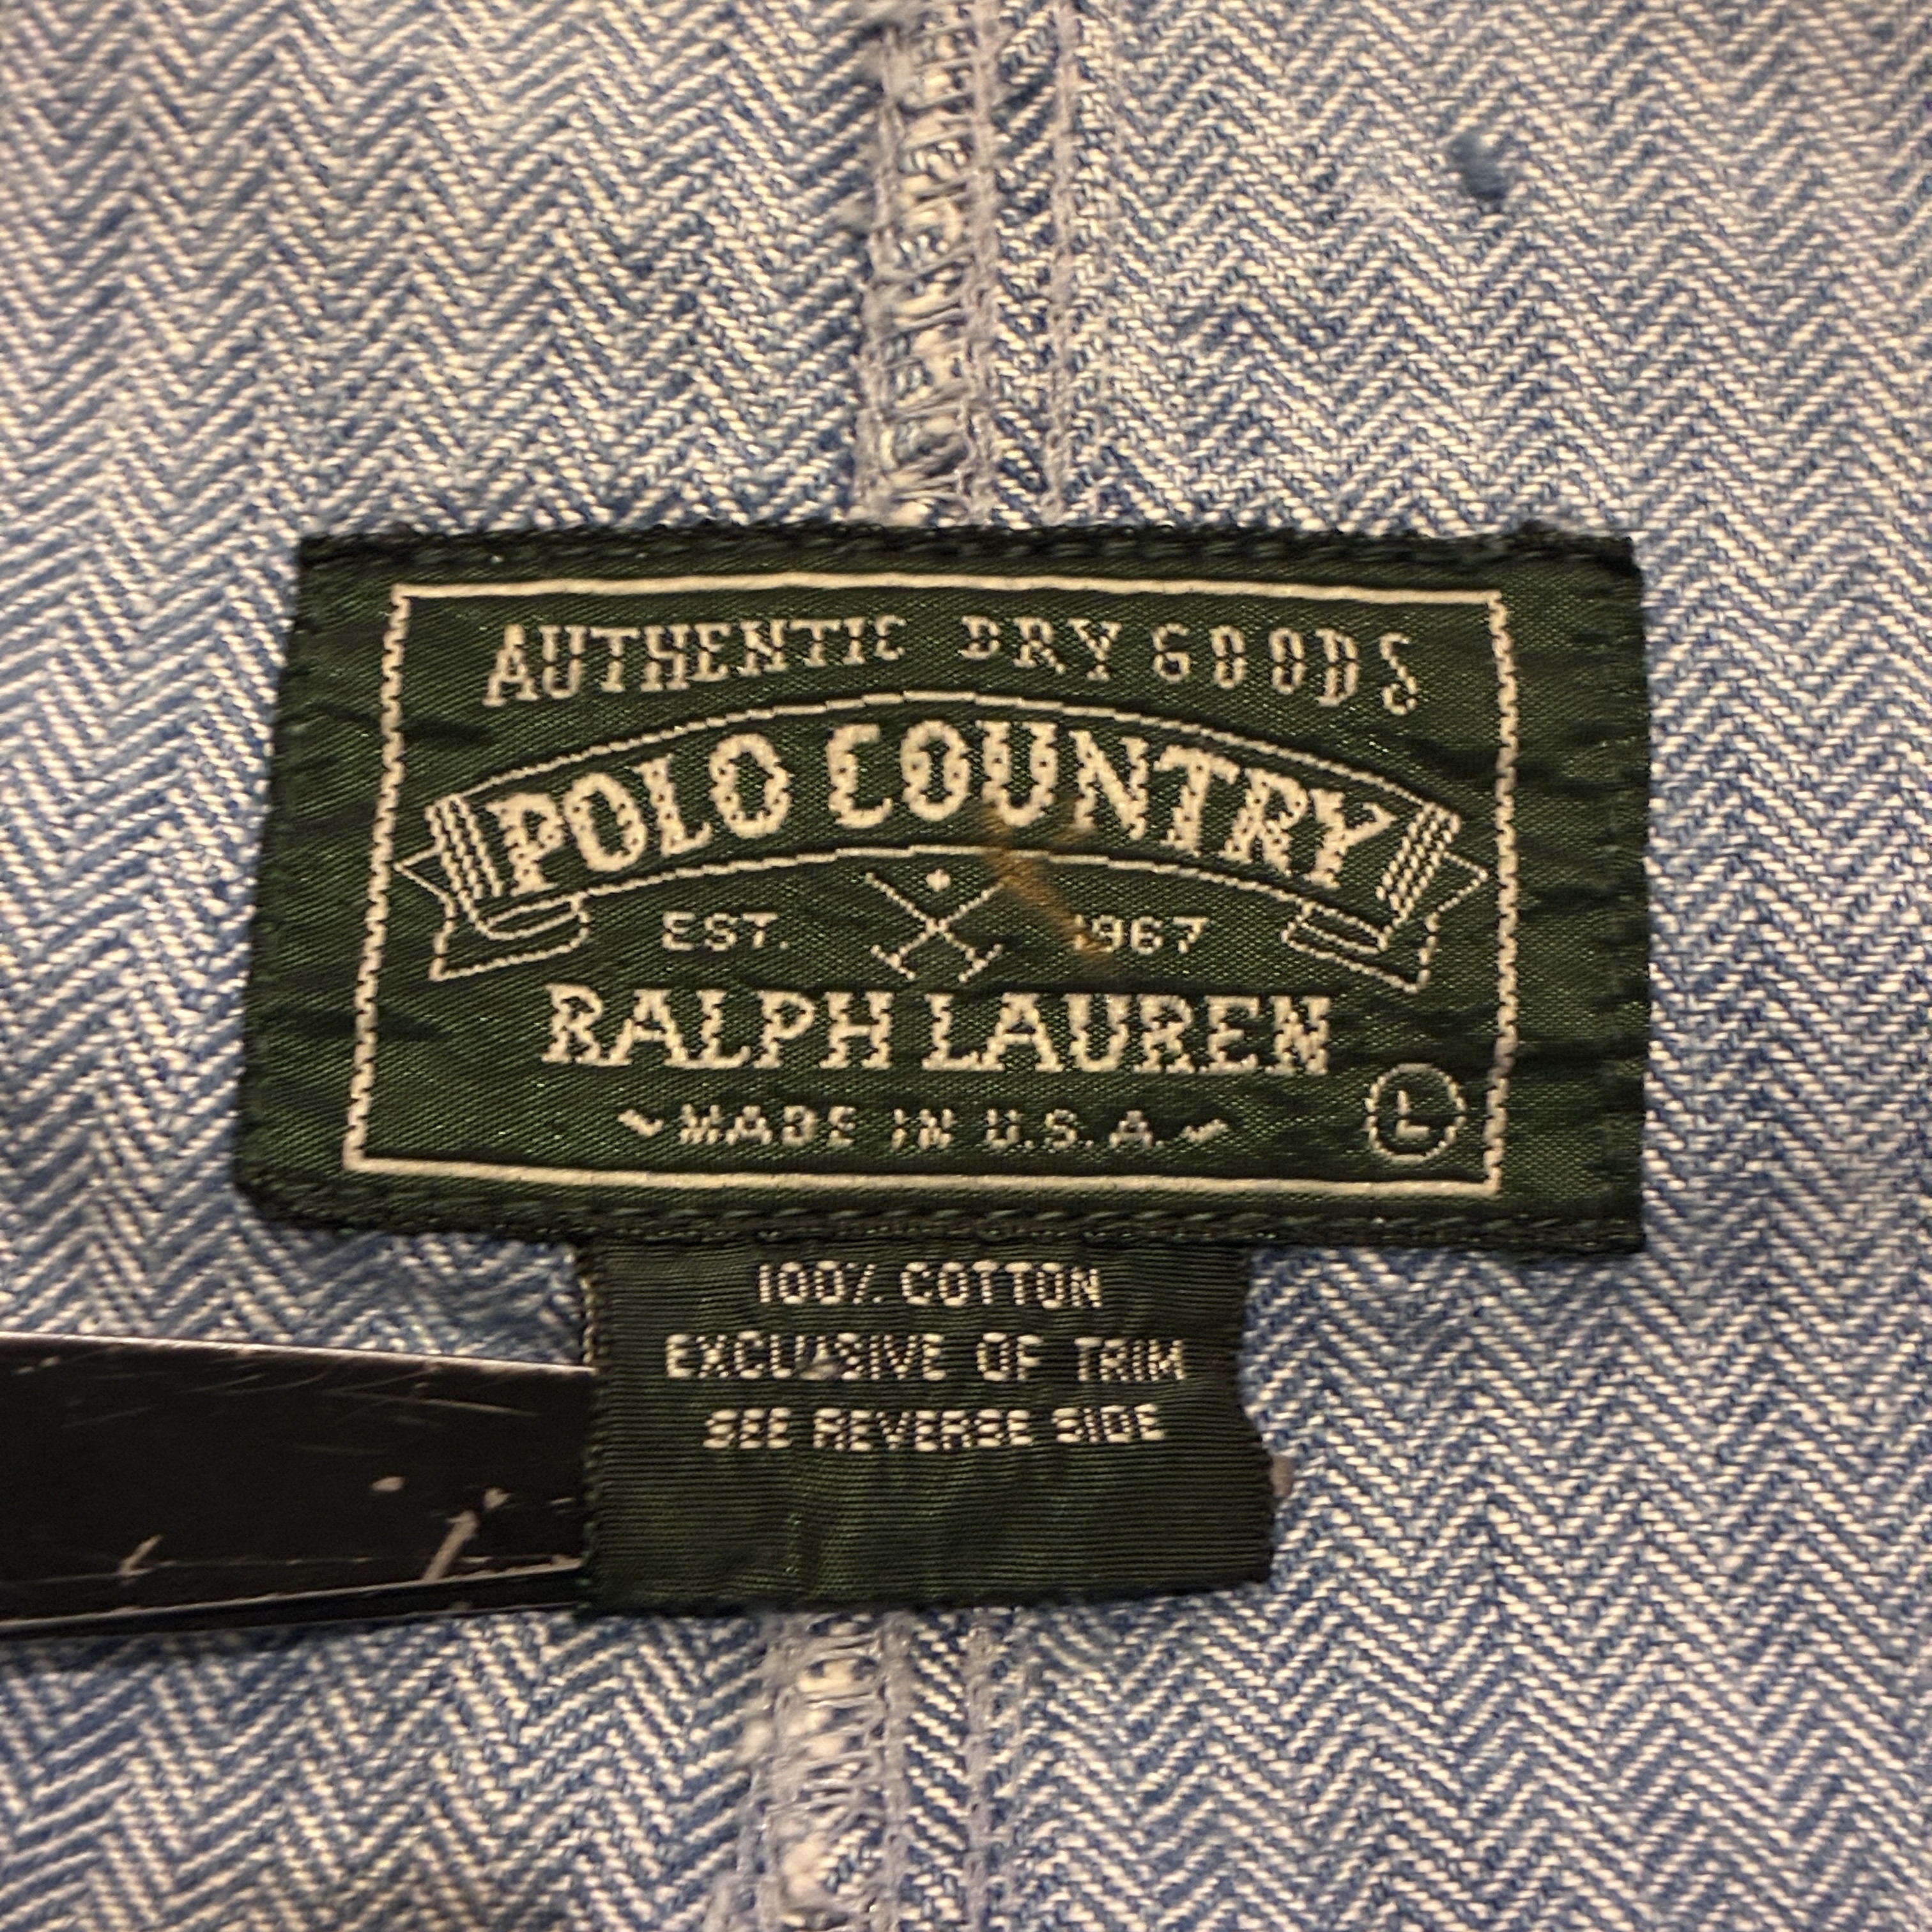 AUTHENTIC DRY GOODS
POLO COUNTRY
EST. 1967
RALPH LAUREN
~MADE IN U.S.A.~
L
100% COTTON
EXCLUSIVE OF TRIM
SEE REVERSE SIDE